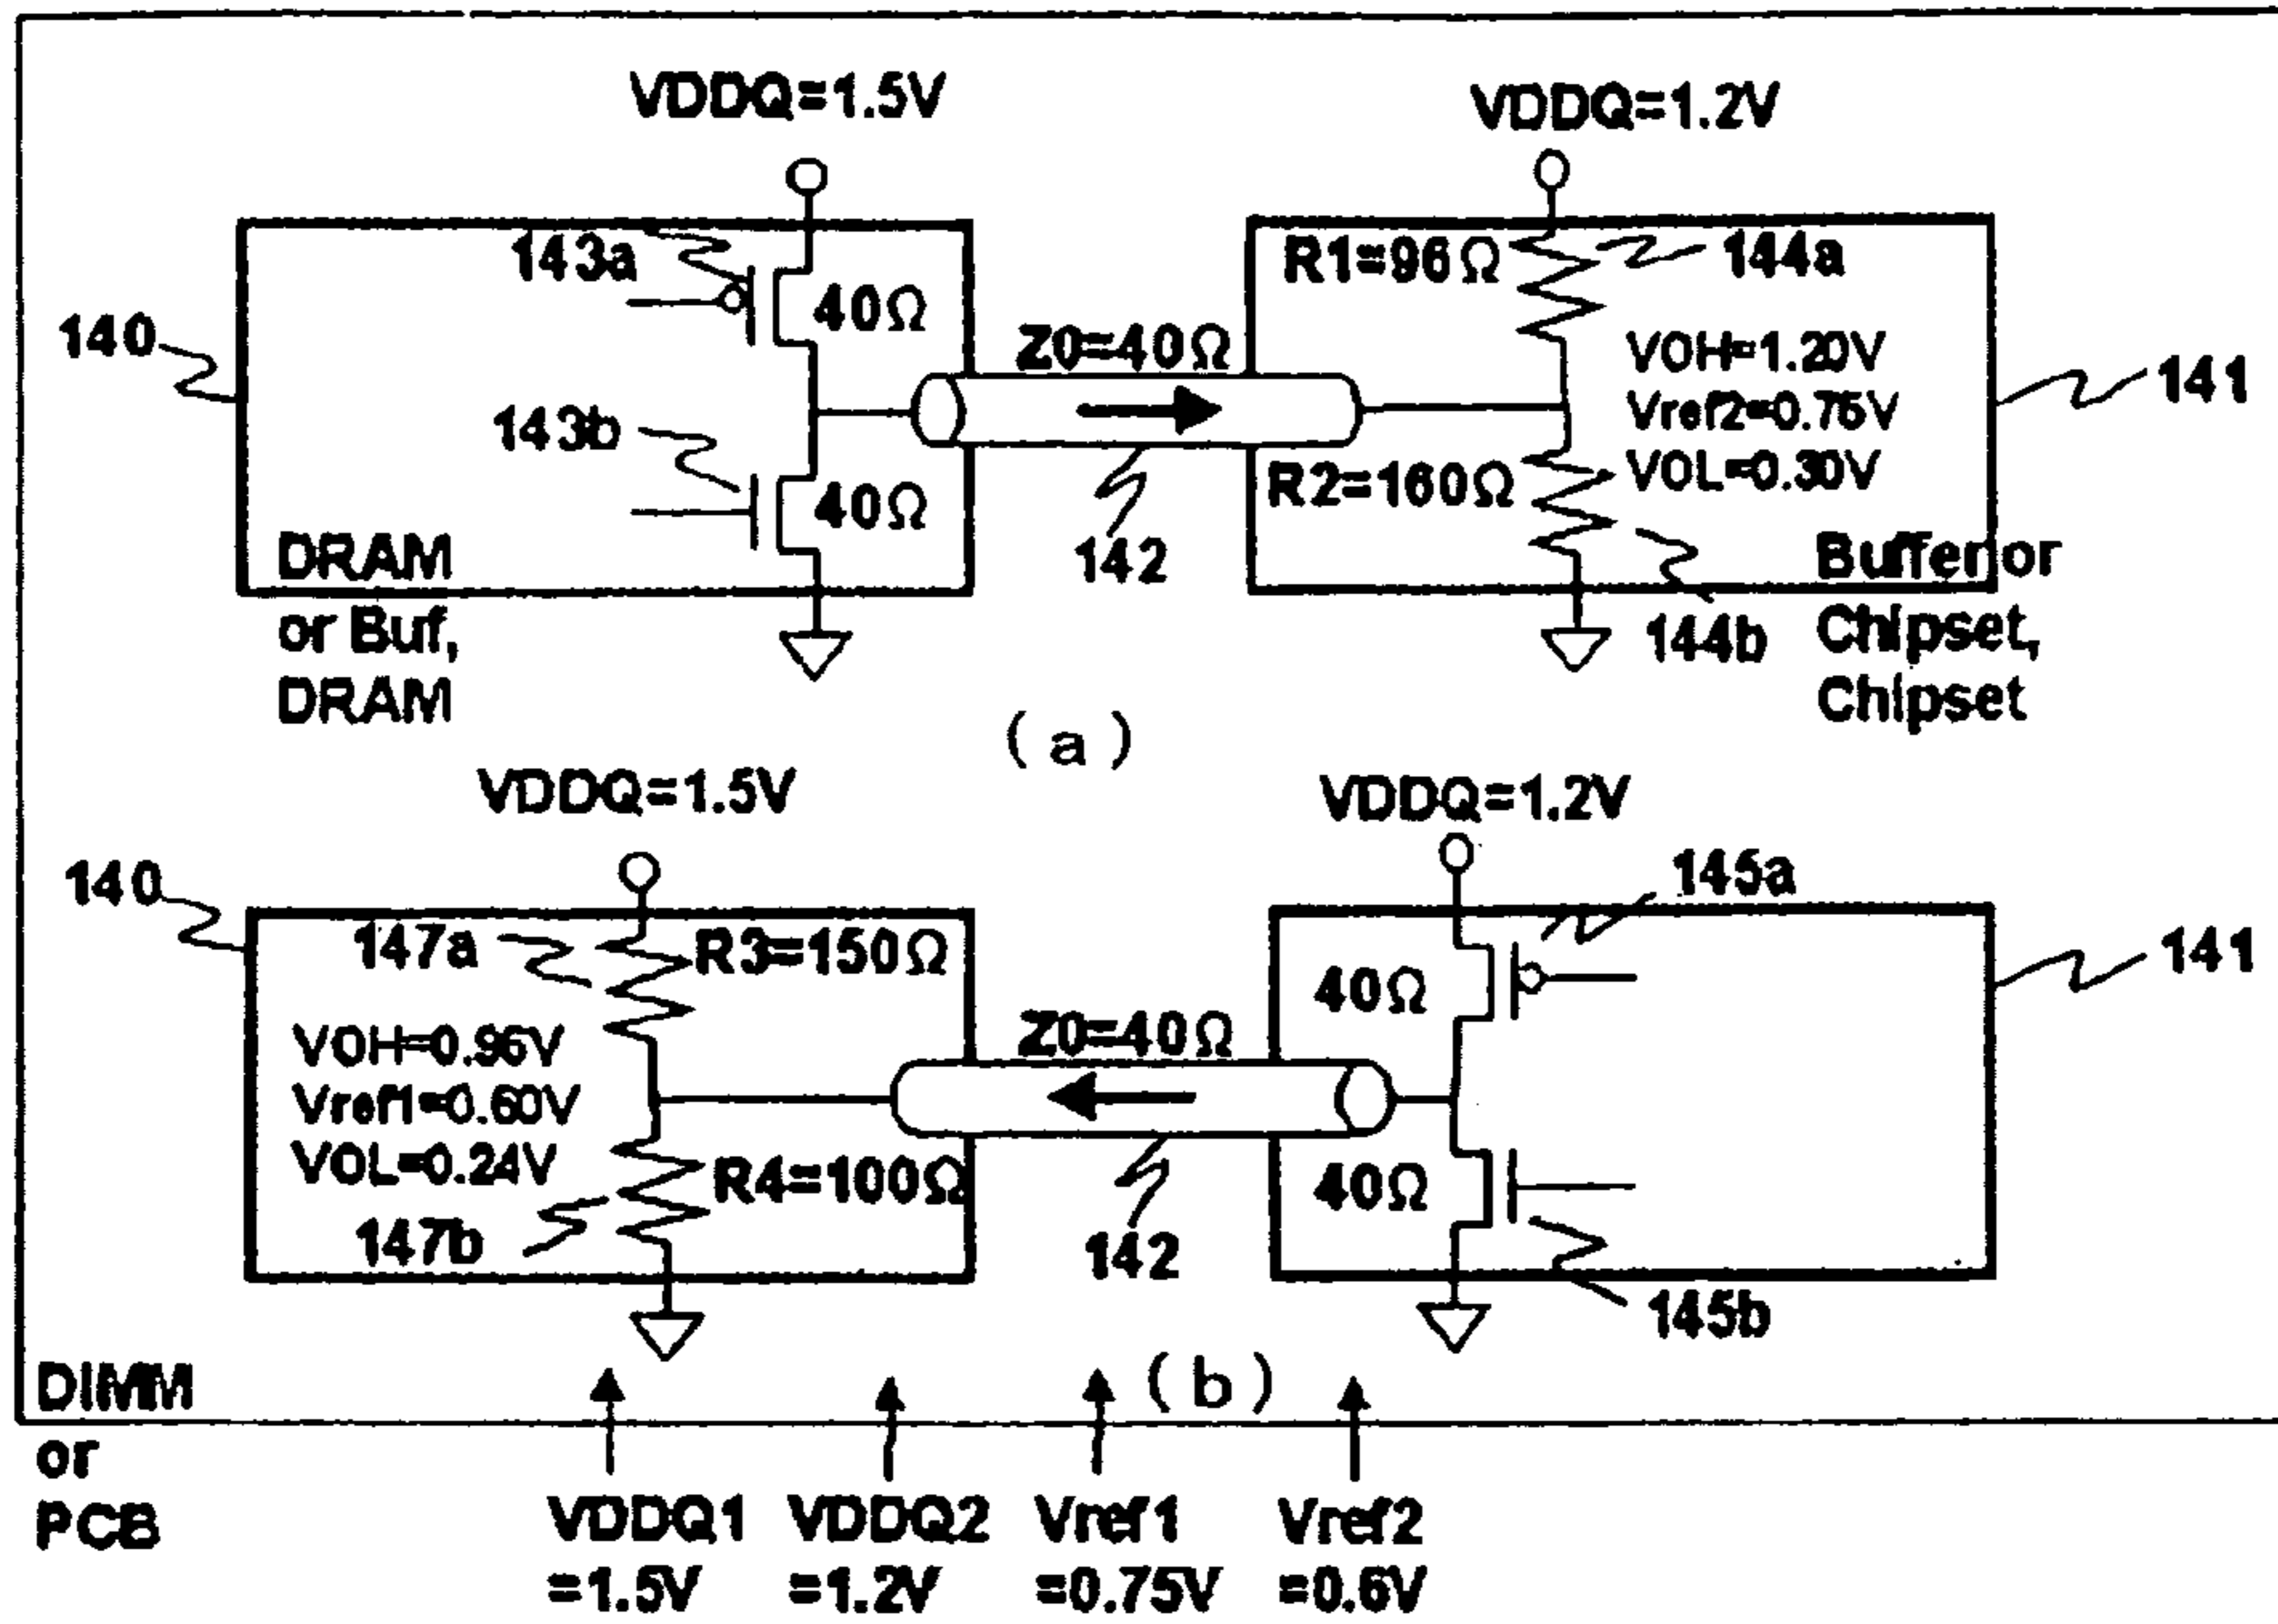 VDDQ=1.5V
VDDQ=1.2V
143a
40Ω
R1=96Ω
144a
140
Z0=40Ω
VOH=1.20V
Vref2=0.75V
VOL=0.30V
141
143b
40Ω
R2=160Ω
142
DRAM
or Buf,
DRAM
144b
Buffer or
Chipset,
Chipset
( a )
VDDQ=1.5V
VDDQ=1.2V
140
145a
147a
R3=150Ω
40Ω
141
VOH=0.96V
Vref1=0.60V
VOL=0.24V
Z0=40Ω
R4=100Ω
40Ω
147b
142
145b
( b )
DIMM
or
PCB
VDDQ1
=1.5V
VDDQ2
=1.2V
Vref1
=0.75V
Vref2
=0.6V